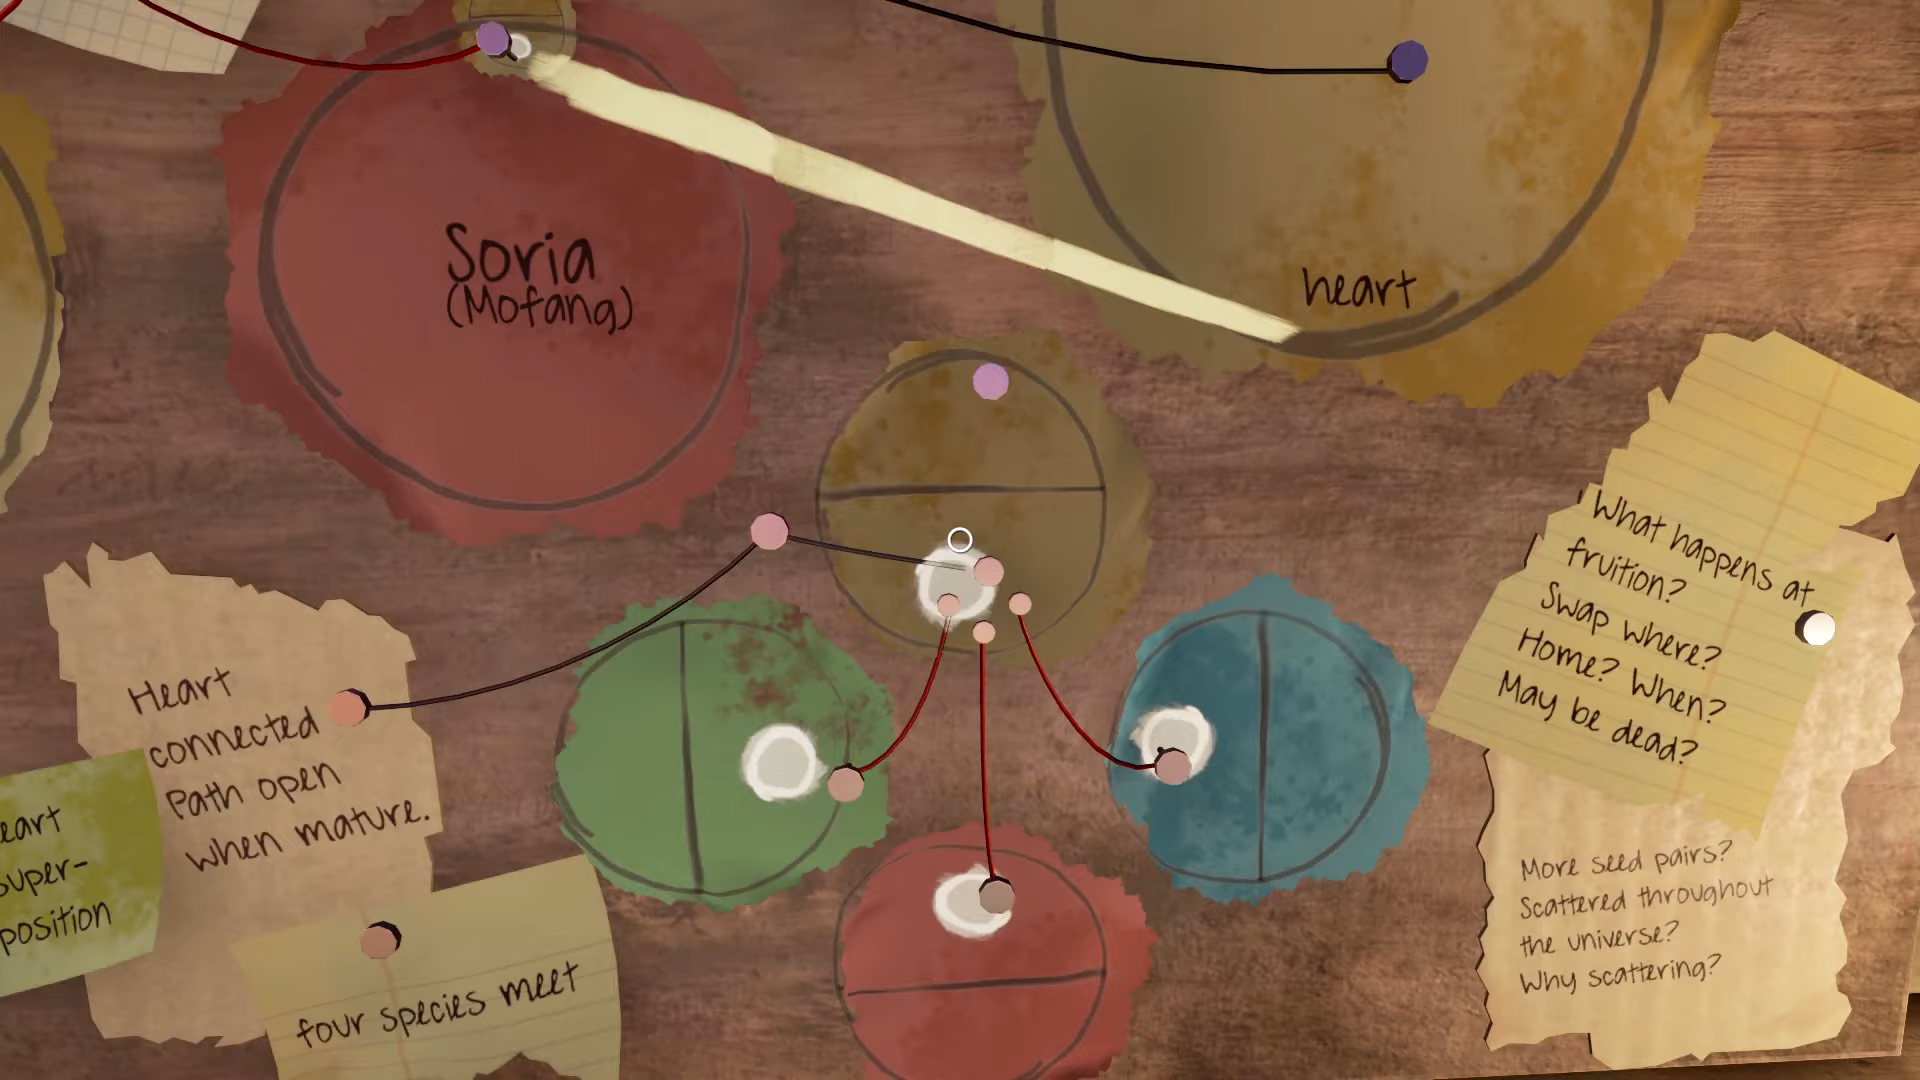 Soria
(Mofang)
heart
Heart
connected
Path open
when mature.
eart
super-
position
four species meet
What happens at
fruition?
Swap where?
Home? When?
May be dead?
More seed pairs?
Scattered throughout
the universe?
Why scattering?